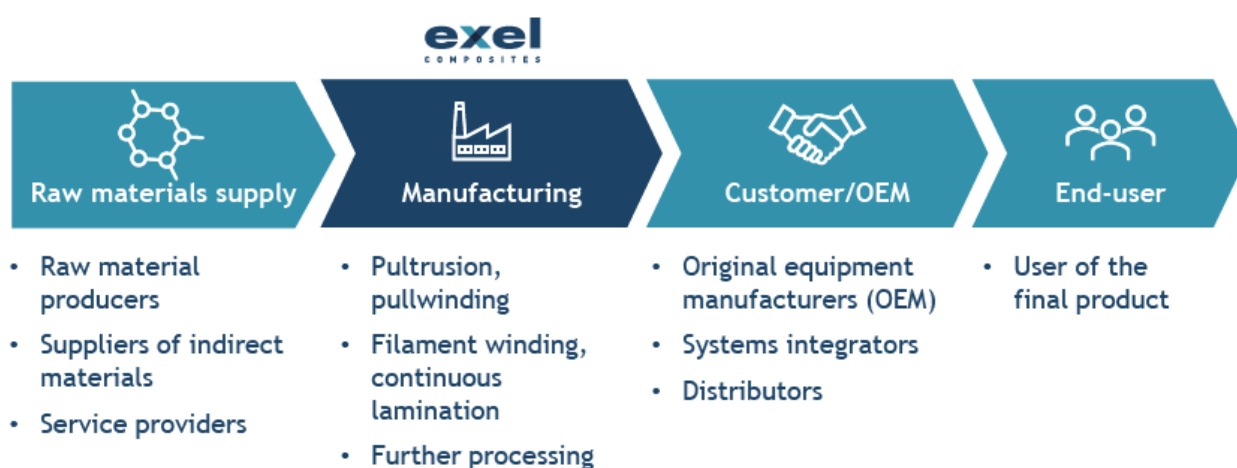 exel
COMPOSITES
Raw materials supply
Manufacturing
Customer/OEM
End-user
• Raw material
producers
• Suppliers of indirect
materials
• Service providers
• Pultrusion,
pullwinding
• Filament winding,
continuous
lamination
• Further processing
• Original equipment
manufacturers (OEM)
• Systems integrators
• Distributors
• User of the
final product